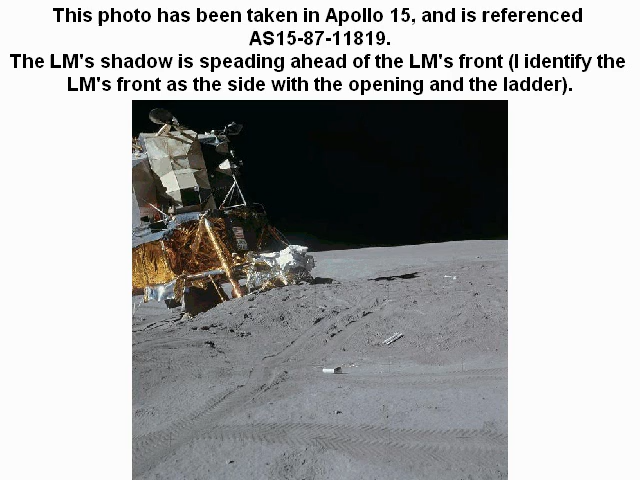 This photo has been taken in Apollo 15, and is referenced
AS15-87-11819.
The LM's shadow is speading ahead of the LM's front (I identify the
LM's front as the side with the opening and the ladder).